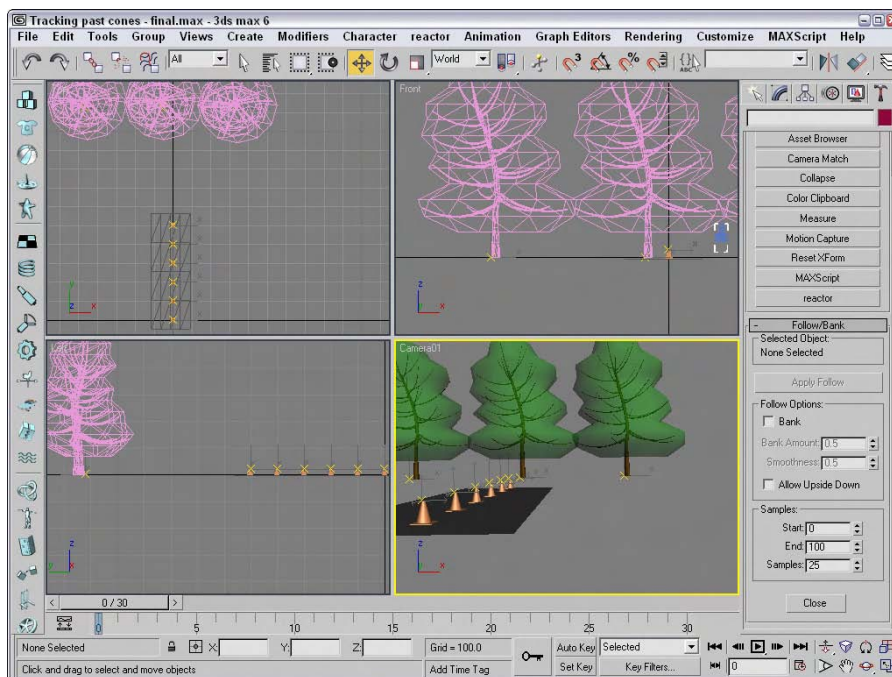 Tracking past cones - final.max - 3ds max 6
File Edit Tools Group Views Create Modifiers Character reactor Animation Graph Editors Rendering Customize MAXScript Help
All
World
Front
Asset Browser
Camera Match
Collapse
Color Clipboard
Measure
Motion Capture
Reset XForm
MAXScript
reactor
- Follow/Bank
Selected Object:
None Selected
Apply Follow
Follow Options:
Bank
Bank Amount: 0.5
Smoothness: 0.5
Allow Upside Down
Samples:
Start: 0
End: 100
Samples: 25
Close
Camera01
y
z x
z
x
z
y x
z
x
< 0 / 30 >
0 5 10 15 20 25 30
None Selected X: Y: Z: Grid = 100.0 Auto Key Selected
Click and drag to select and move objects Add Time Tag Set Key Key Filters... 0